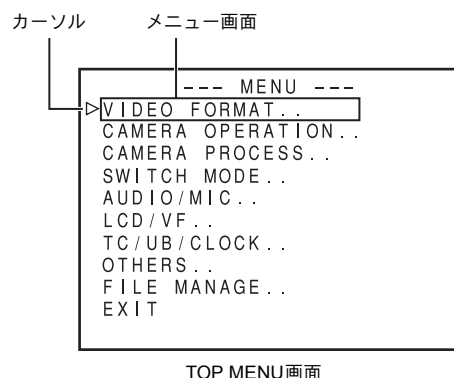 カーソル メニュー画面
--- MENU ---
VIDEO FORMAT..
CAMERA OPERATION..
CAMERA PROCESS..
SWITCH MODE..
AUDIO/MIC..
LCD/VF..
TC/UB/CLOCK..
OTHERS..
FILE MANAGE..
EXIT
TOP MENU画面